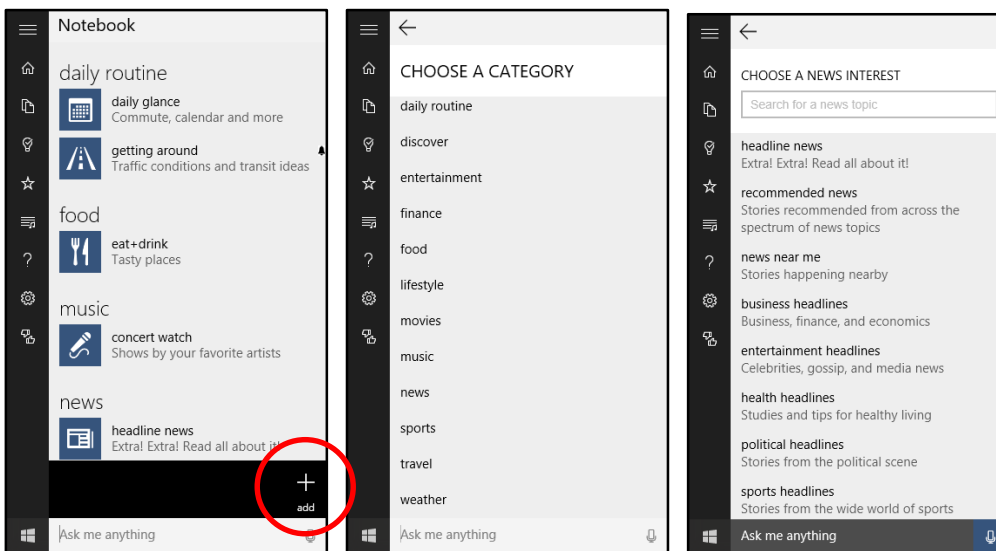 Notebook
daily routine
daily glance
Commute, calendar and more
getting around
Traffic conditions and transit ideas
food
eat+drink
Tasty places
music
concert watch
Shows by your favorite artists
news
headline news
Extra! Extra! Read all about it!
add
Ask me anything
CHOOSE A CATEGORY
daily routine
discover
entertainment
finance
food
lifestyle
movies
music
news
sports
travel
weather
Ask me anything
CHOOSE A NEWS INTEREST
Search for a news topic
headline news
Extra! Extra! Read all about it!
recommended news
Stories recommended from across the
spectrum of news topics
news near me
Stories happening nearby
business headlines
Business, finance, and economics
entertainment headlines
Celebrities, gossip, and media news
health headlines
Studies and tips for healthy living
political headlines
Stories from the political scene
sports headlines
Stories from the wide world of sports
Ask me anything